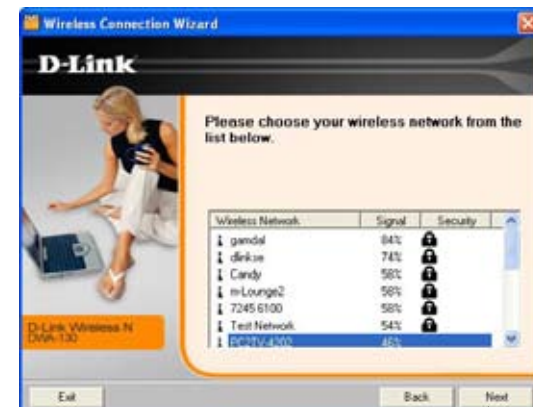 Wireless Connection Wizard
D-Link
Please choose your wireless network from the
list below.
Wireless Network Signal Security
gamdal 84%
dlinkse 74%
Candy 58%
m-Lounge2 58%
7245 6100 58%
Test Network 54%
PC2TV-4202 46%
D-Link Wireless N
DWA-130
Exit Back Next